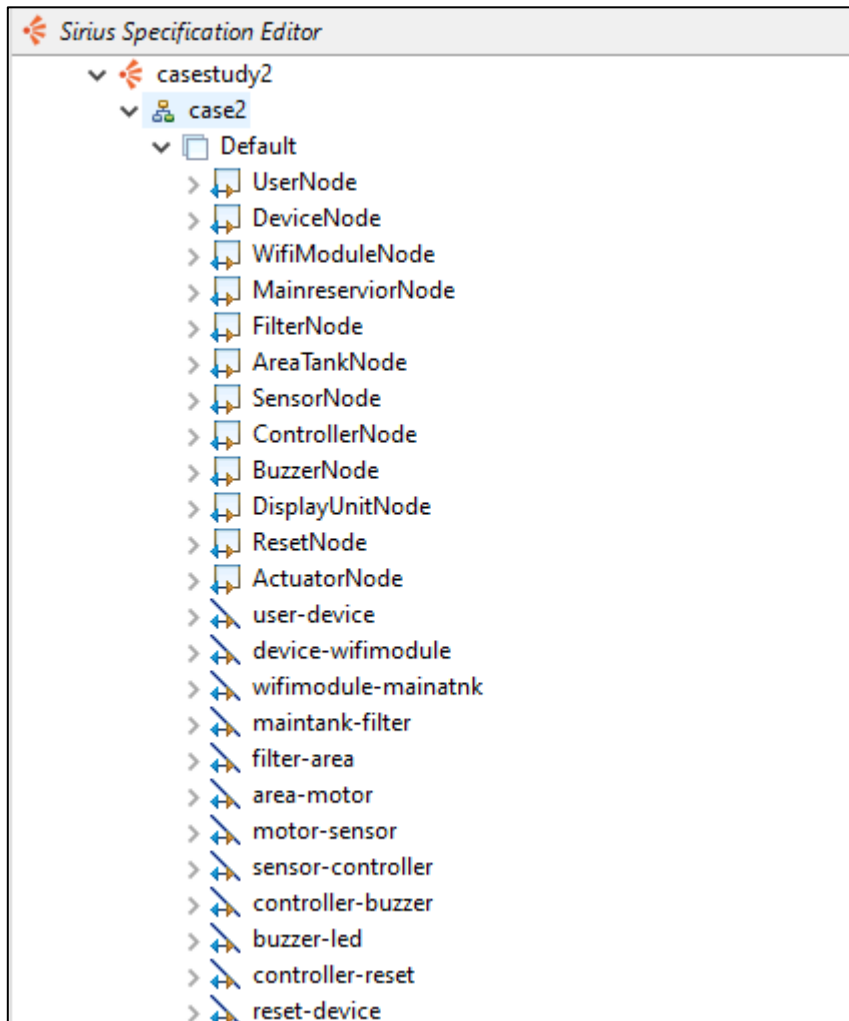 Sirius Specification Editor
casestudy2
case2
Default
UserNode
DeviceNode
WifiModuleNode
MainreserviorNode
FilterNode
AreaTankNode
SensorNode
ControllerNode
BuzzerNode
DisplayUnitNode
ResetNode
ActuatorNode
user-device
device-wifimodule
wifimodule-mainatnk
maintank-filter
filter-area
area-motor
motor-sensor
sensor-controller
controller-buzzer
buzzer-led
controller-reset
reset-device